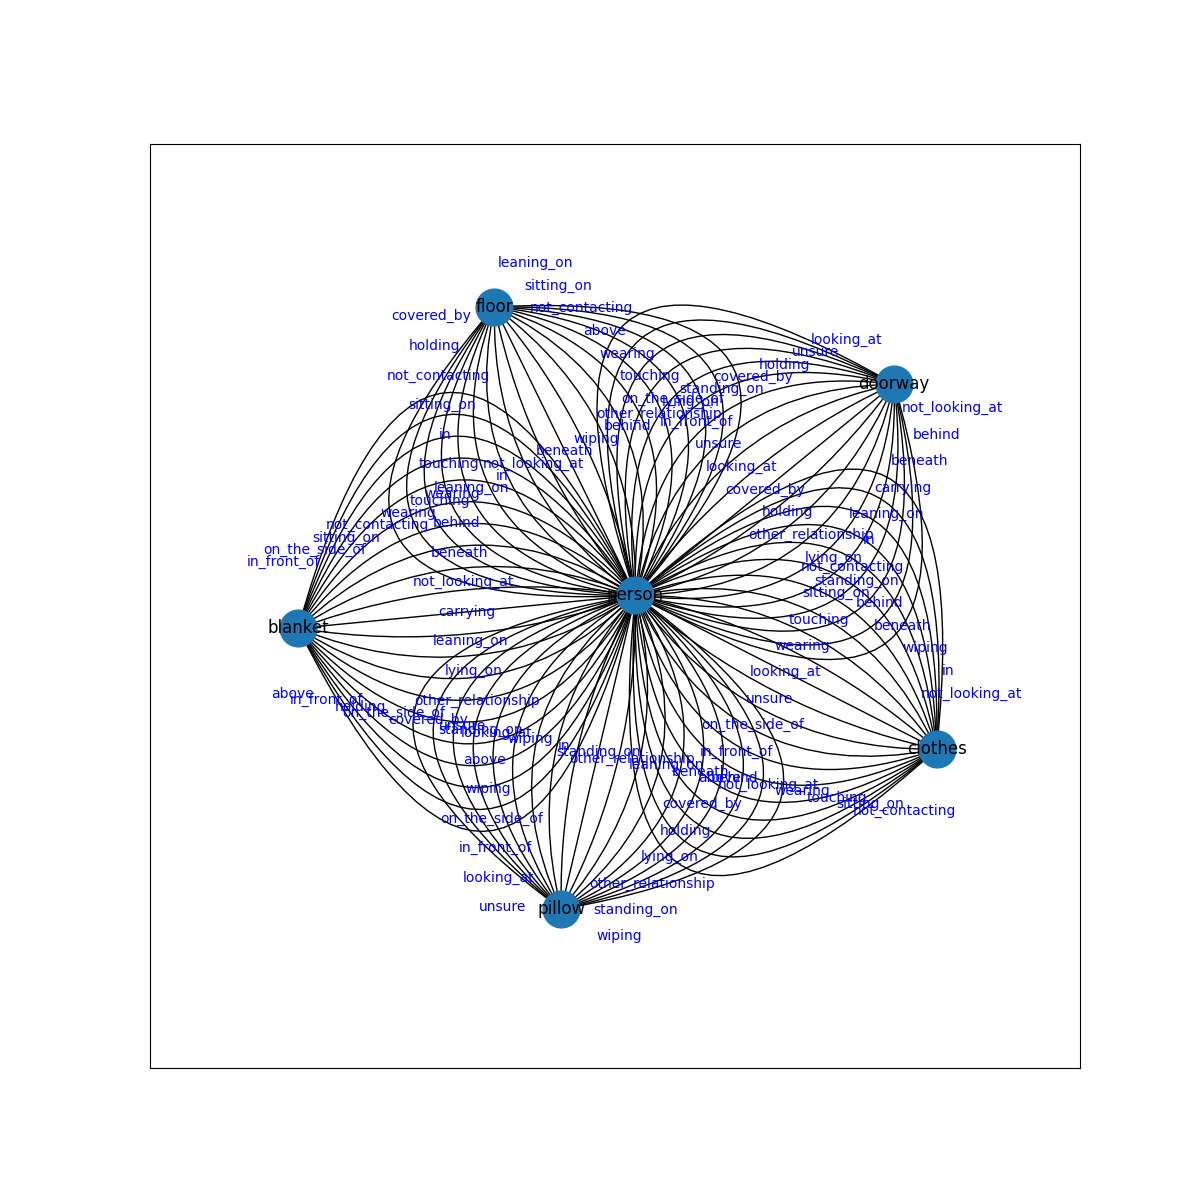 leaning_on
sitting_on
floor
not_contacting
covered_by
above
looking_at
holding
unsure
wearing
holding
not_contacting
touching
covered_by
doorway
standing_on
sitting_on
on_the_side_of
lying_on
not_looking_at
other_relationship
in_front_of
behind
in
wiping
behind
unsure
beneath
beneath
touching
not_looking_at
looking_at
in
carrying
leaning_on
covered_by
wearing
touching
wearing
holding
leaning_on
not_contacting
behind
sitting_on
other_relationship
in
on_the_side_of
beneath
lying_on
in_front_of
not_contacting
not_looking_at
standing_on
person
sitting_on
behind
carrying
touching
beneath
blanket
leaning_on
wearing
wiping
lying_on
looking_at
in
above
in_front_of
other_relationship
unsure
not_looking_at
holding
on_the_side_of
covered_by
on_the_side_of
standing_on
looking_at
wiping
in
standing_on
in_front_of
clothes
above
other_relationship
leaning_on
beneath
behind
not_looking_at
wiping
wearing
touching
covered_by
sitting_on
not_contacting
on_the_side_of
holding
in_front_of
lying_on
looking_at
other_relationship
unsure
pillow
standing_on
wiping